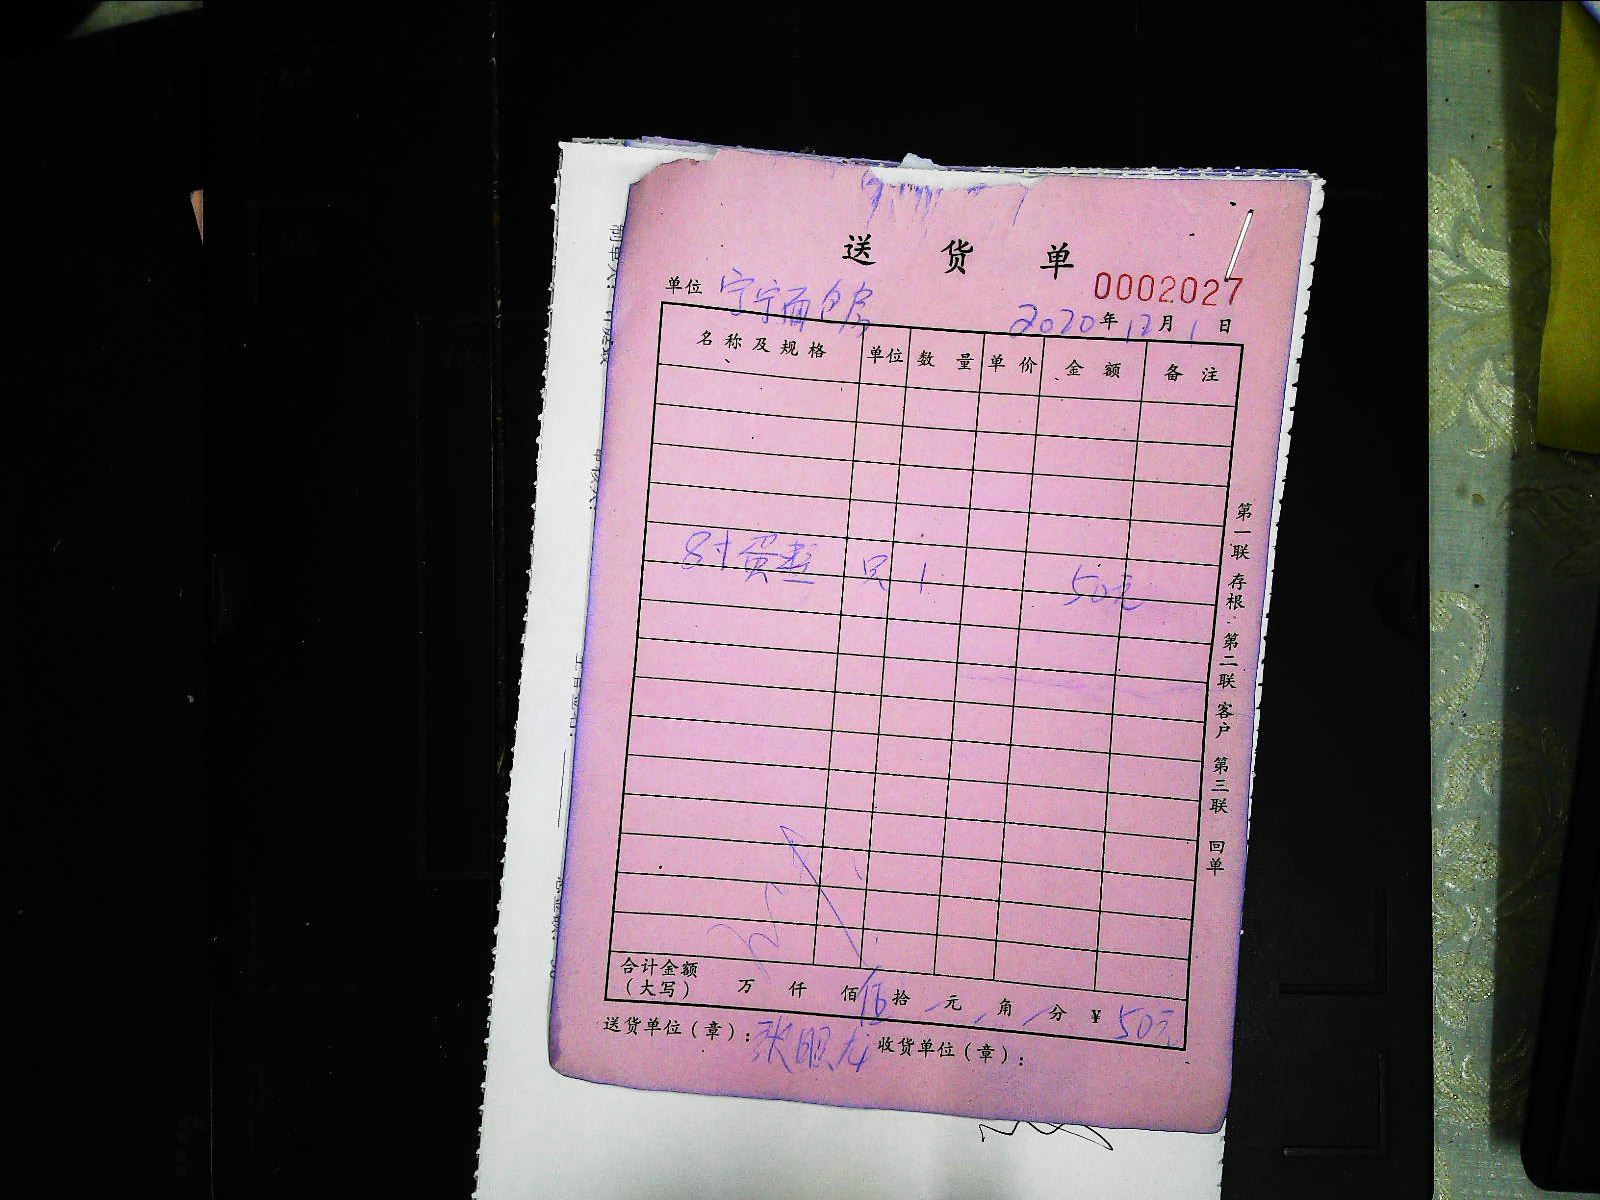 送货单
0002027
单位 宁宁面包房
2020年12月1日
名称及规格 单位 数量 单价 金额 备注
8寸蛋糕 只 1 50元
合计金额（大写） 万 仟 佰 伍拾 元 角 分 ¥ 50元
送货单位（章）： 收货单位（章）：
第一联 存根 第二联 客户 第三联 回单